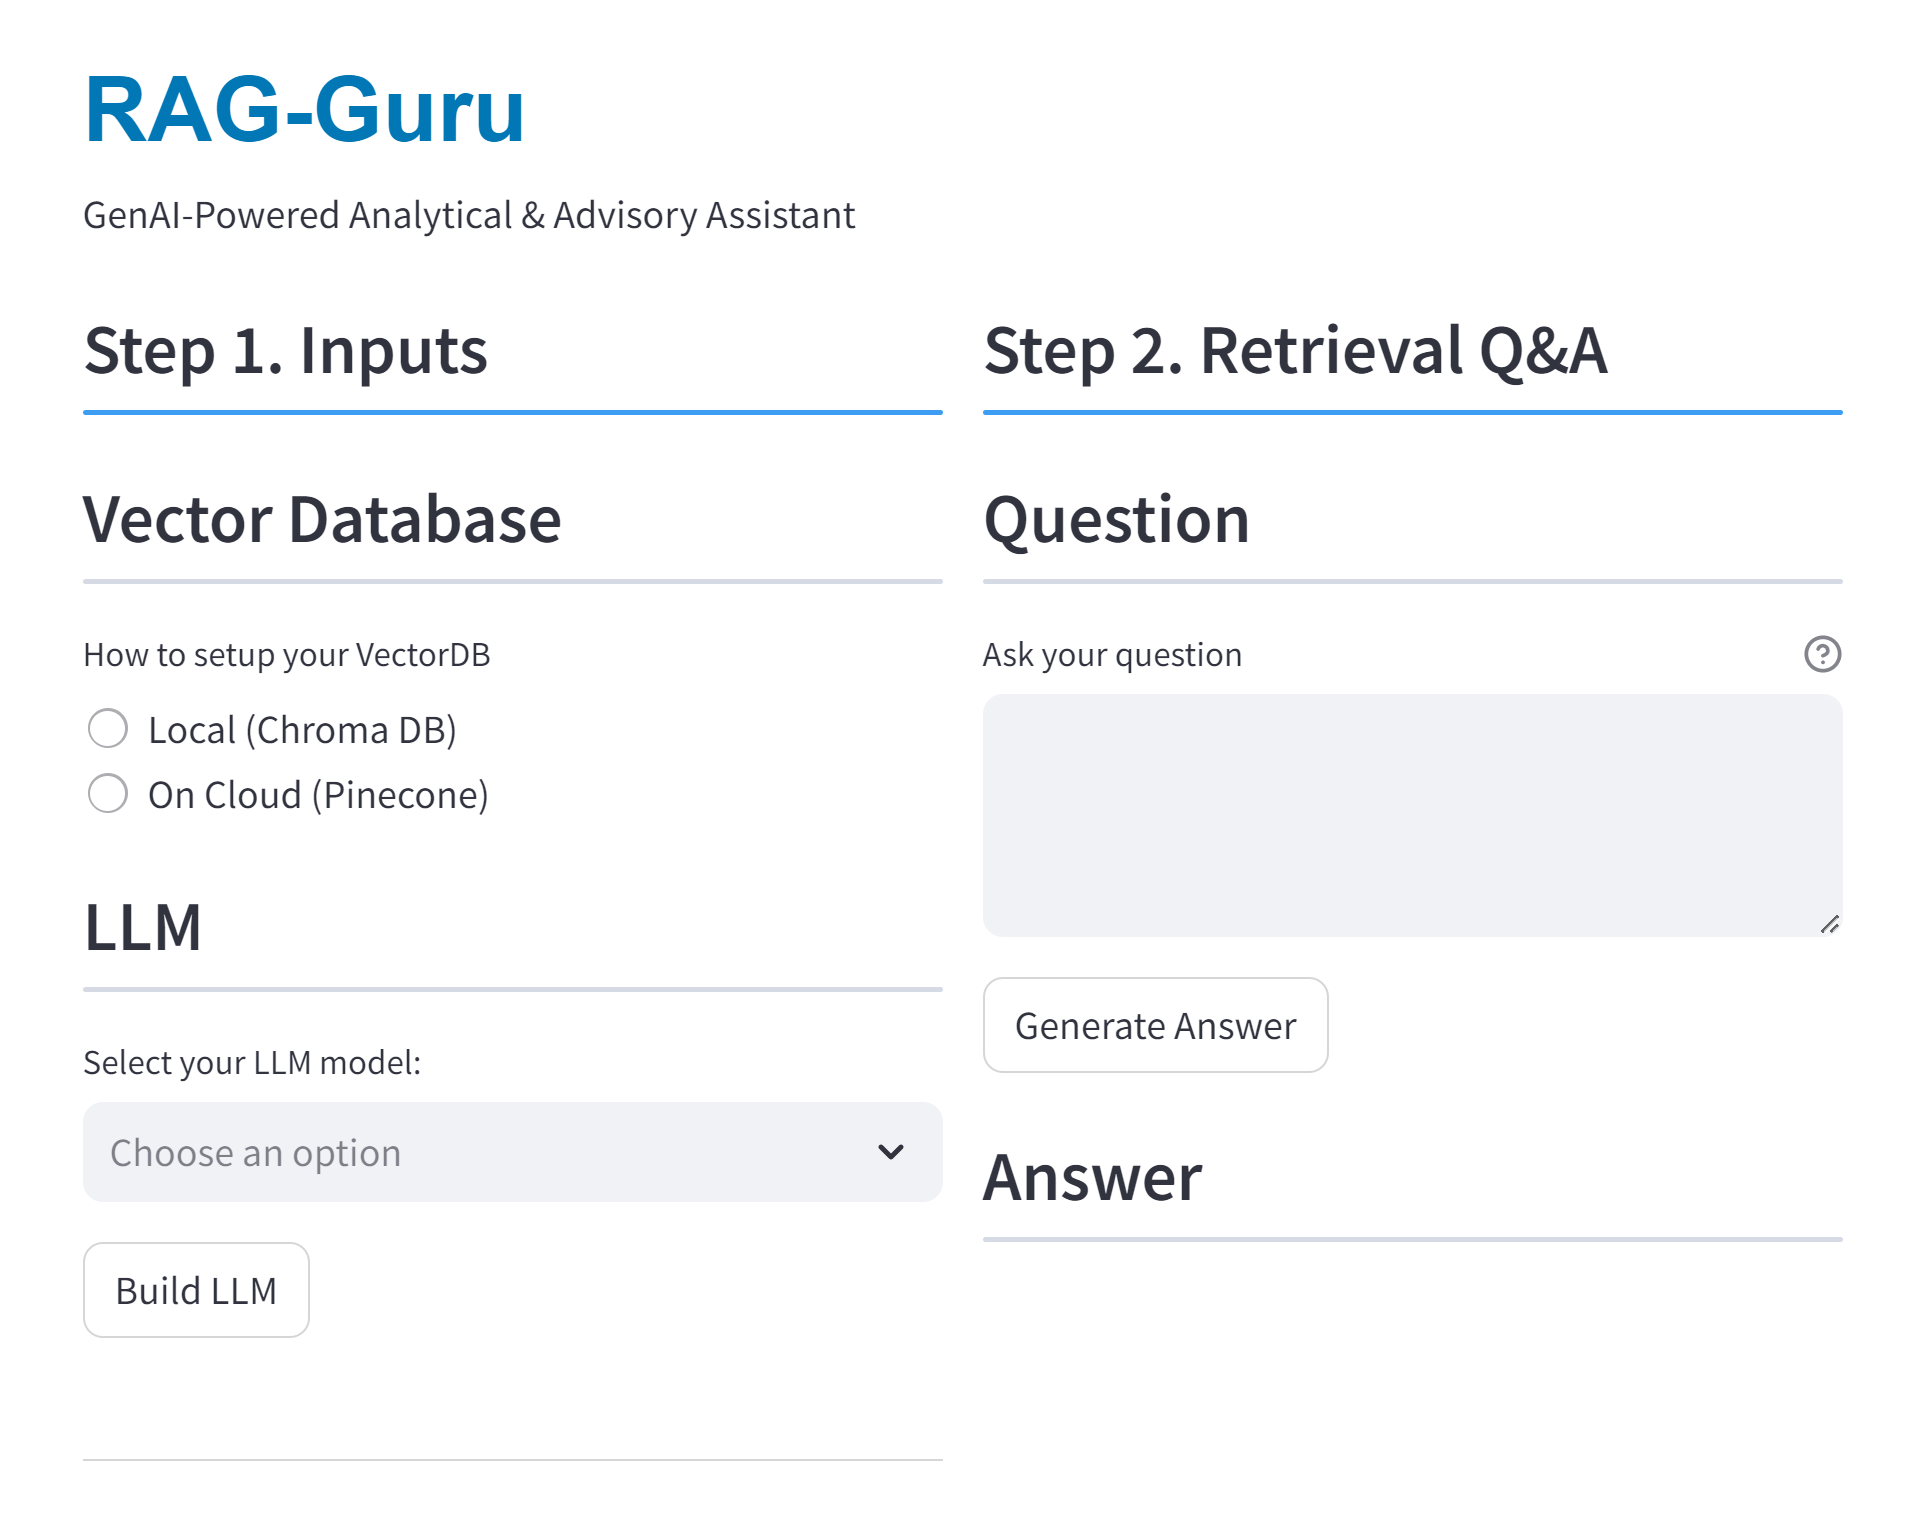 RAG-Guru
GenAI-Powered Analytical & Advisory Assistant
Step 1. Inputs
Vector Database
How to setup your VectorDB
Local (Chroma DB)
On Cloud (Pinecone)
LLM
Select your LLM model:
Choose an option
Build LLM
Step 2. Retrieval Q&A
Question
Ask your question
?
Generate Answer
Answer